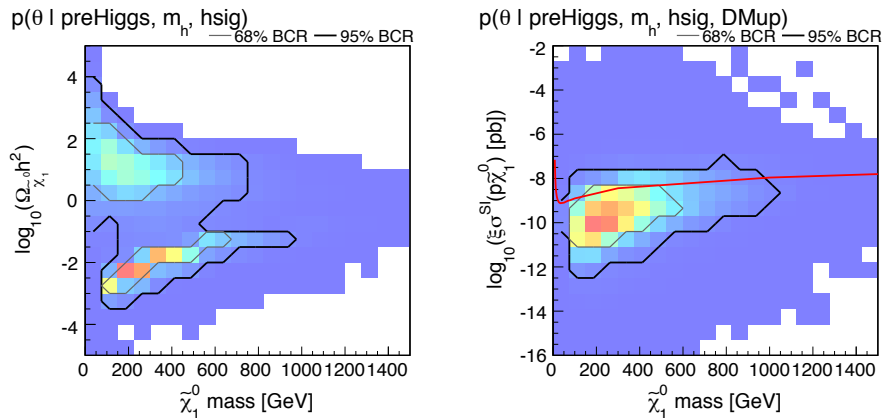 p(θ | preHiggs, m_h, hsig)
68% BCR 95% BCR
log₁₀(Ω_χ̃₁⁰ h²)
4
2
0
-2
-4
0 200 400 600 800 1000 1200 1400
χ̃₁⁰ mass [GeV]
p(θ | preHiggs, m_h, hsig, DMup)
68% BCR 95% BCR
log₁₀(ξσ^SI(pχ̃₁⁰) [pb]
-2
-4
-6
-8
-10
-12
-14
-16
0 200 400 600 800 1000 1200 1400
χ̃₁⁰ mass [GeV]